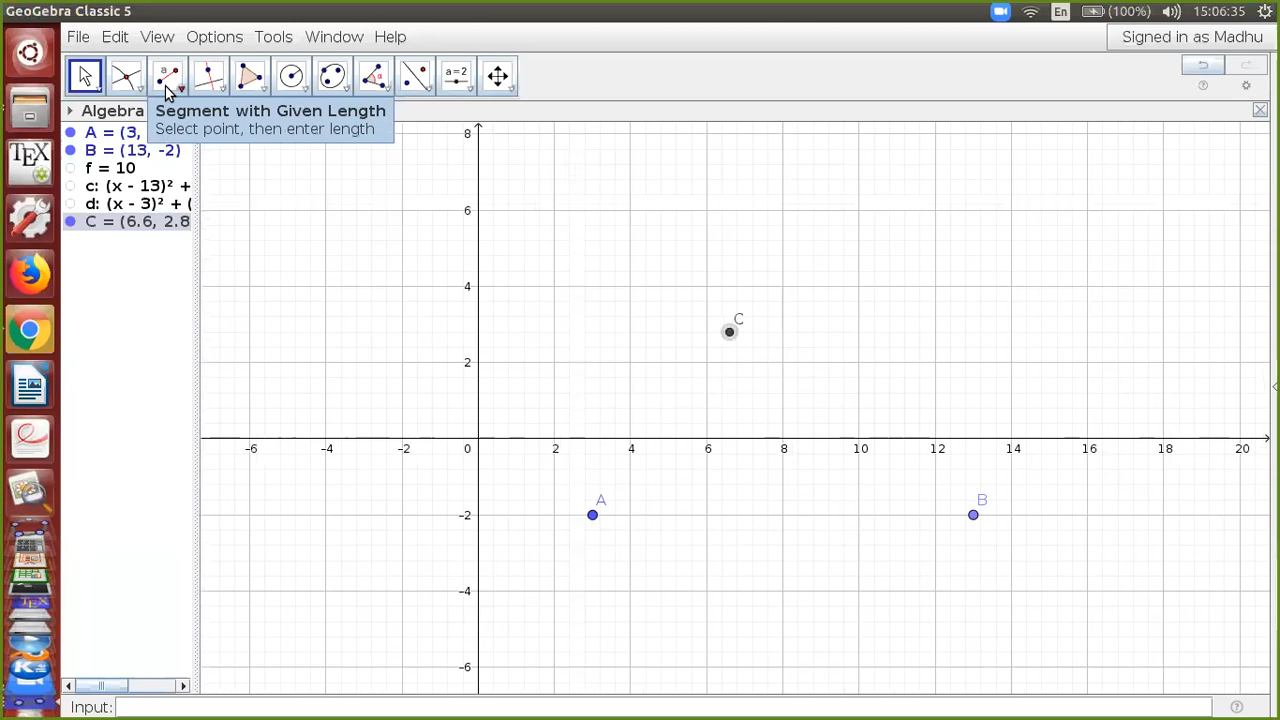 GeoGebra Classic 5
En
(100%)
15:06:35
File Edit View Options Tools Window Help
Signed in as Madhu
a
α
a=2
Algebra
Segment with Given Length
Select point, then enter length
A = (3,
B = (13, -2)
f = 10
c: (x - 13)² +
d: (x - 3)² + (
C = (6.6, 2.8
8
6
4
2
C
-6 -4 -2 0 2 4 6 8 10 12 14 16 18 20
A
B
-2
-4
-6
TEX
TEX
K
Input: